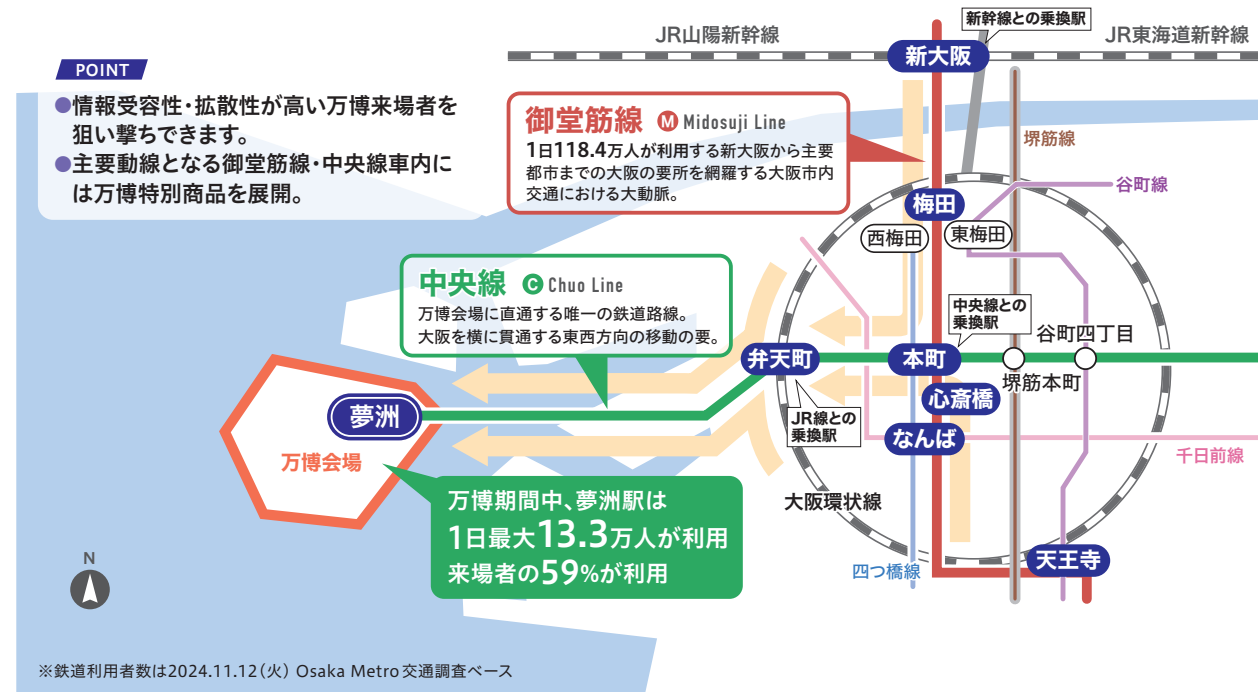 JR山陽新幹線
新幹線との乗換駅
JR東海道新幹線
新大阪
POINT
●情報受容性・拡散性が高い万博来場者を
狙い撃ちできます。
●主要動線となる御堂筋線・中央線車内に
は万博特別商品を展開。
御堂筋線 M Midosuji Line
1日118.4万人が利用する新大阪から主要
都市までの大阪の要所を網羅する大阪市内
交通における大動脈。
堺筋線
谷町線
梅田
西梅田
東梅田
中央線 C Chuo Line
万博会場に直通する唯一の鉄道路線。
大阪を横に貫通する東西方向の移動の要。
中央線との
乗換駅
谷町四丁目
弁天町
本町
堺筋本町
心斎橋
JR線との
乗換駅
なんば
千日前線
夢洲
万博会場
大阪環状線
万博期間中、夢洲駅は
1日最大13.3万人が利用
来場者の59%が利用
四つ橋線
天王寺
N
※鉄道利用者数は2024.11.12(火) Osaka Metro交通調査ベース